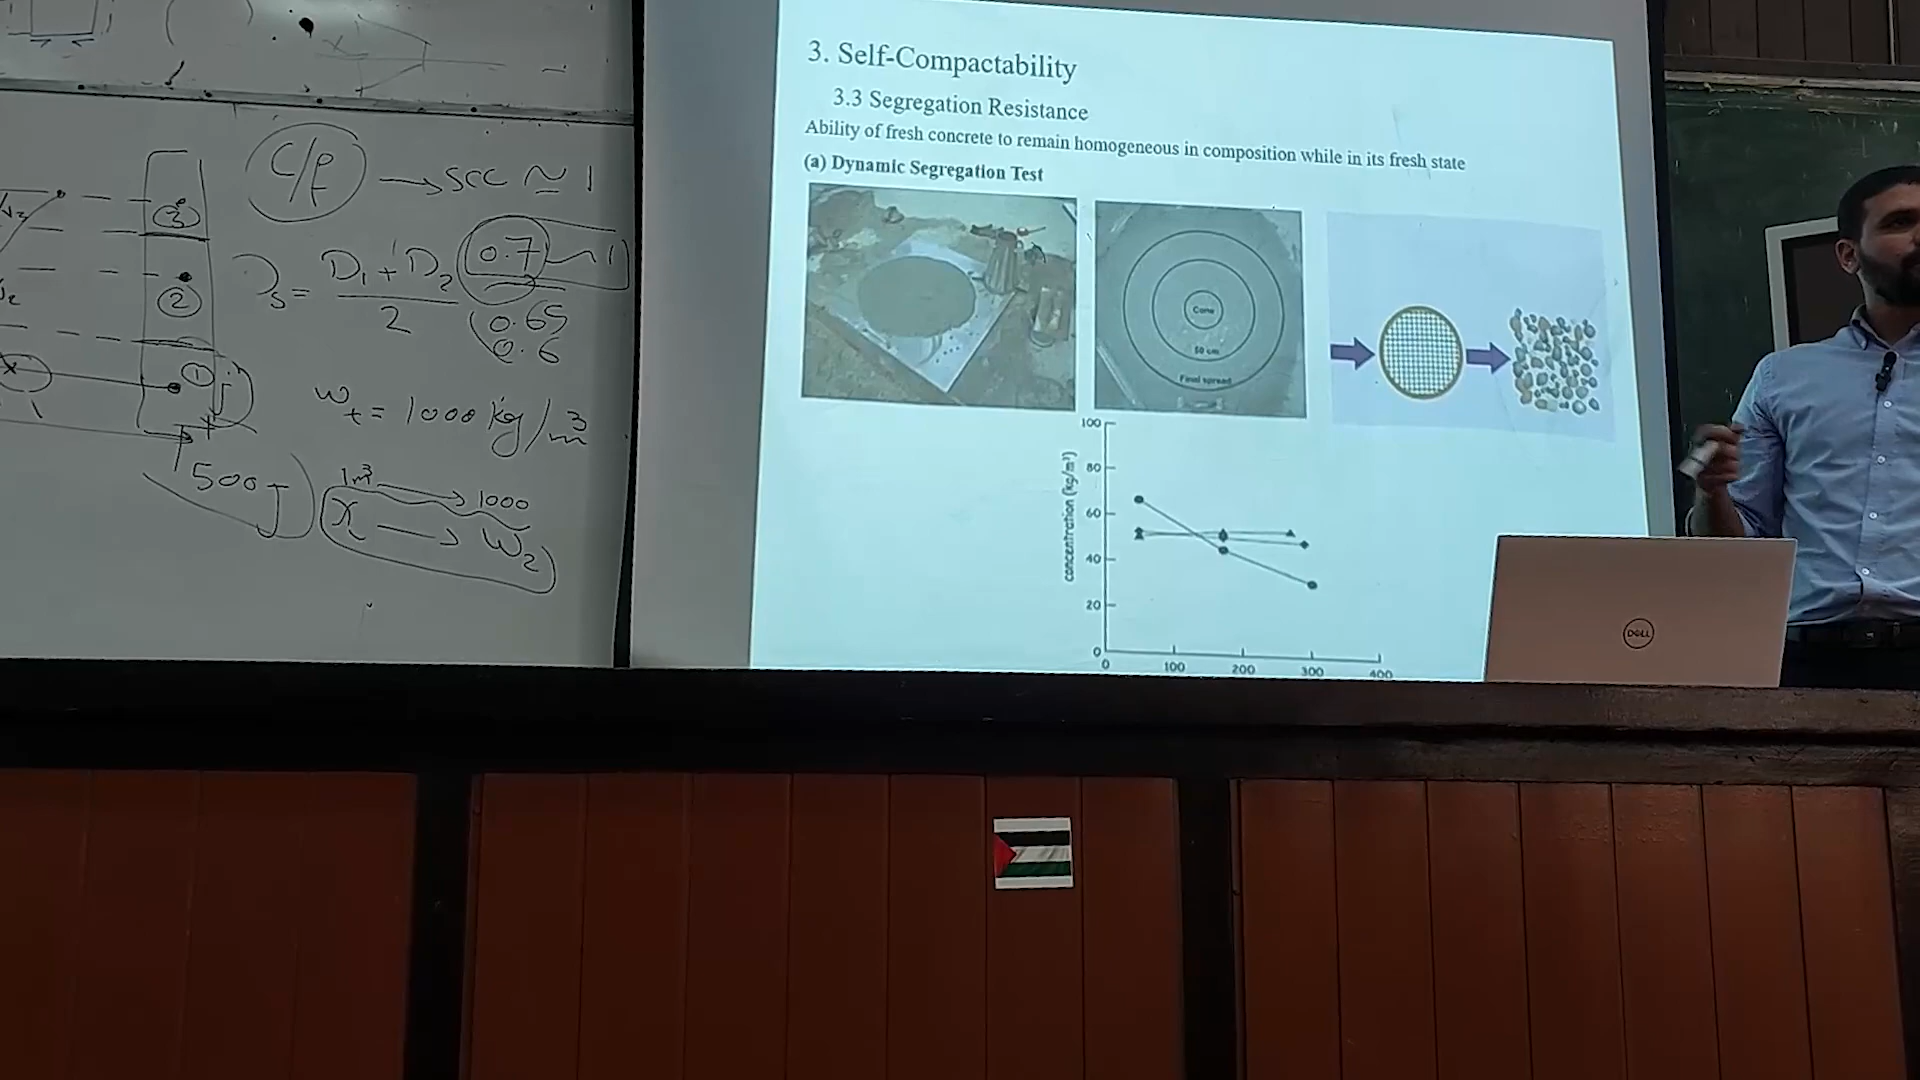 C/F → SCC ≅ 1
Ds = D1 + D2 / 2
0.7 ~ 1
0.65
0.6
3
2
1
Wt = 1000 kg/m3
500
1m3 → 1000
x → W2
3. Self-Compactability
3.3 Segregation Resistance
Ability of fresh concrete to remain homogeneous in composition while in its fresh state
(a) Dynamic Segregation Test
Cone
50 cm
Final spread
concentration (kg/m³)
100
80
60
40
20
0
0 100 200 300 400
DELL